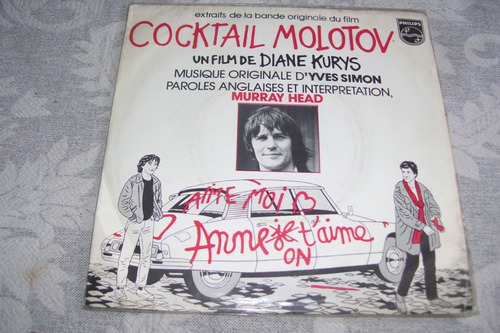 extraits de la bande originale du film
PHILIPS
COCKTAIL MOLOTOV
UN FILM DE DIANE KURYS
MUSIQUE ORIGINALE D'YVES SIMON
PAROLES ANGLAISES ET INTERPRETATION,
MURRAY HEAD
AIME MOI
Anne je t'aime
ON